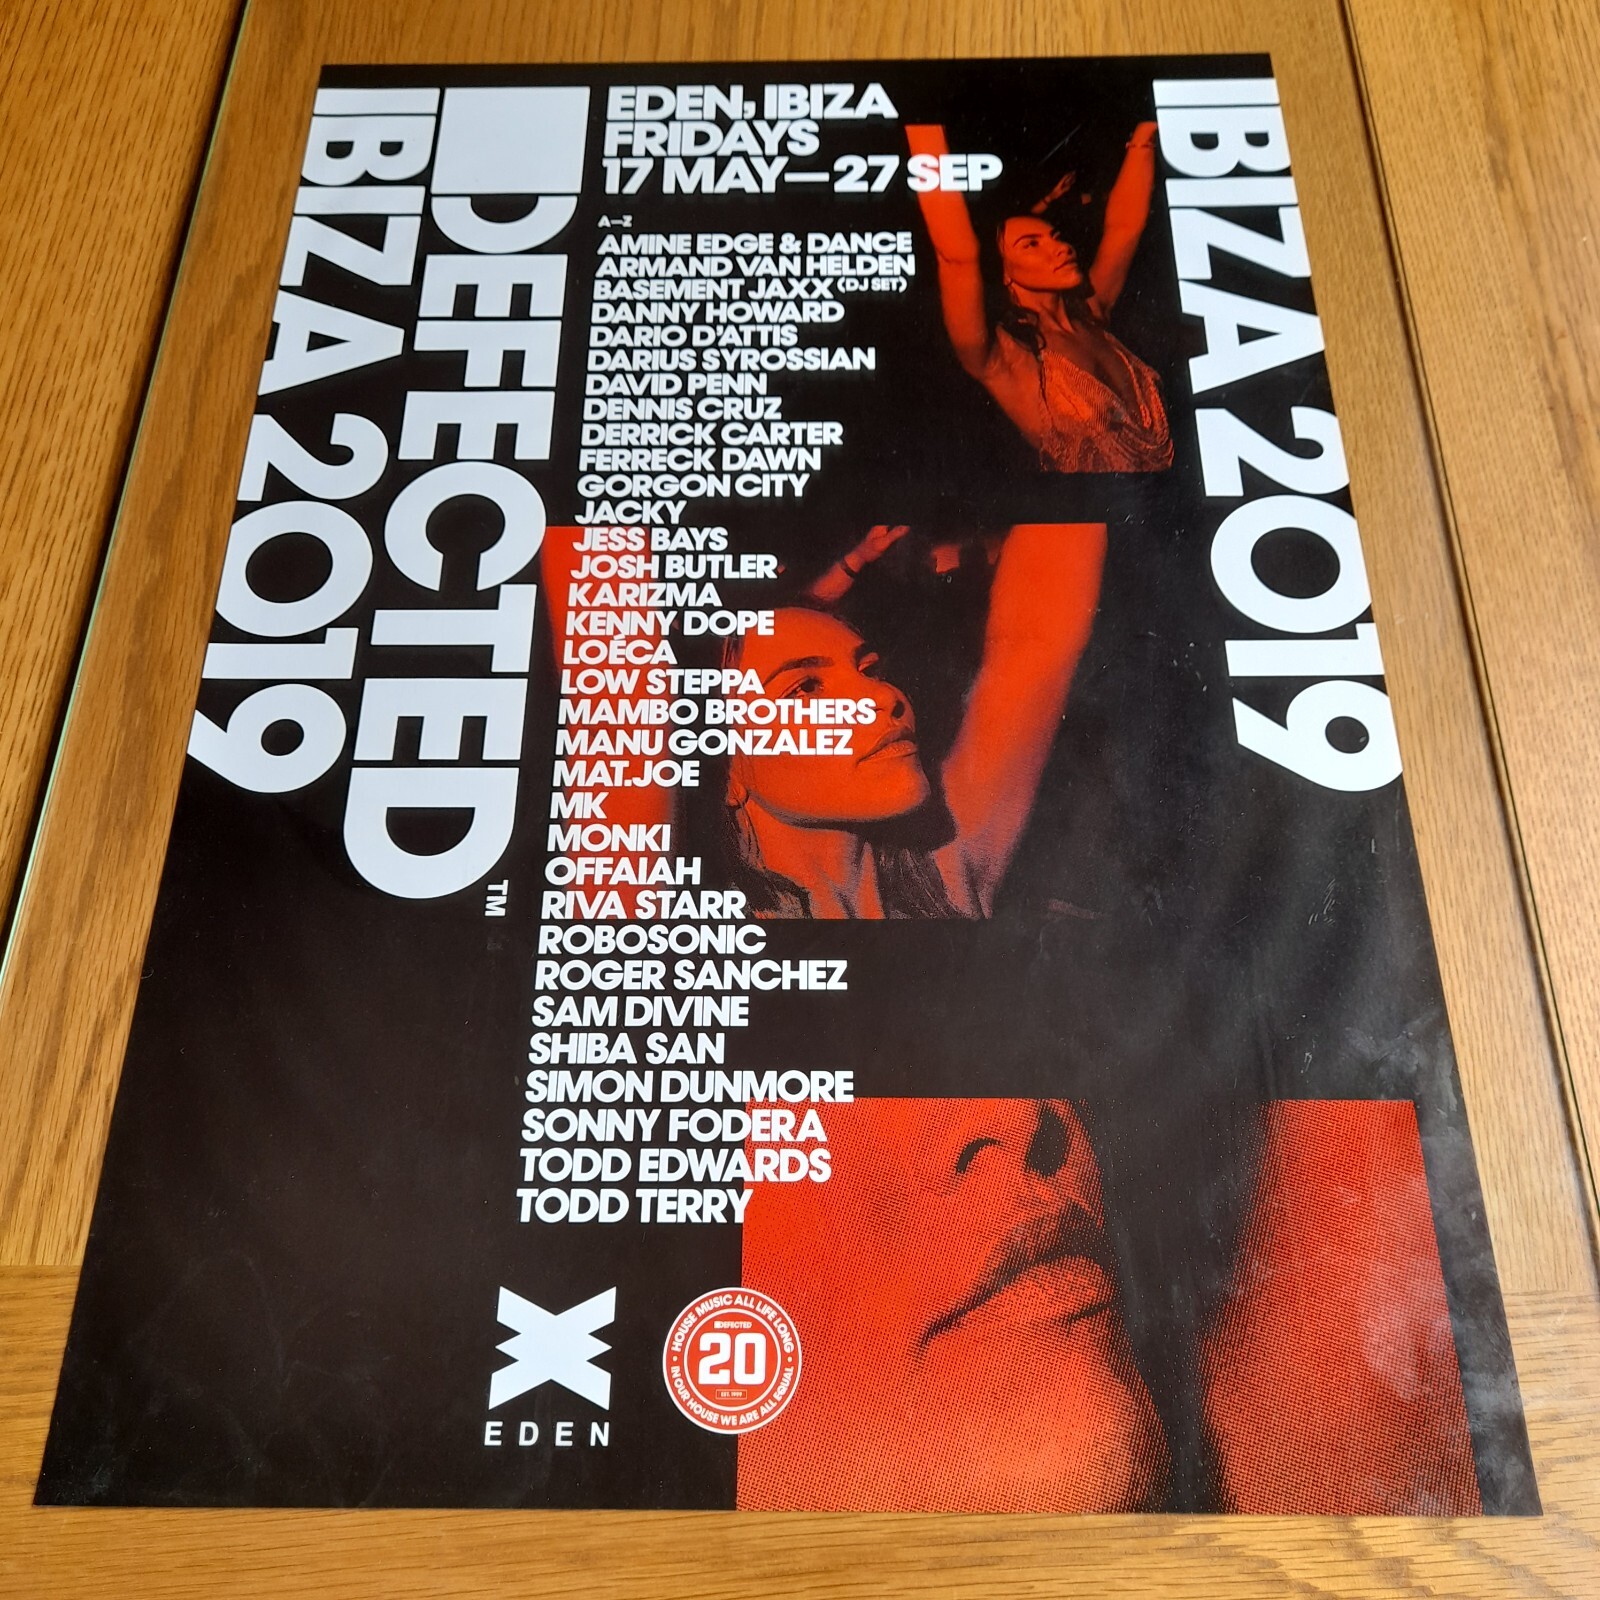 IBIZA 2019
DEFECTED™
EDEN, IBIZA
FRIDAYS
17 MAY—27 SEP
A—Z
AMINE EDGE & DANCE
ARMAND VAN HELDEN
BASEMENT JAXX (DJ SET)
DANNY HOWARD
DARIO D'ATTIS
DARIUS SYROSSIAN
DAVID PENN
DENNIS CRUZ
DERRICK CARTER
FERRECK DAWN
GORGON CITY
JACKY
JESS BAYS
JOSH BUTLER
KARIZMA
KENNY DOPE
LOÉCA
LOW STEPPA
MAMBO BROTHERS
MANU GONZALEZ
MAT.JOE
MK
MONKI
OFFAIAH
RIVA STARR
ROBOSONIC
ROGER SANCHEZ
SAM DIVINE
SHIBA SAN
SIMON DUNMORE
SONNY FODERA
TODD EDWARDS
TODD TERRY
IBIZA 2019
EDEN
• HOUSE MUSIC ALL LIFE LONG •
DEFECTED
20
EST. 1999
IN OUR HOUSE WE ARE ALL EQUAL